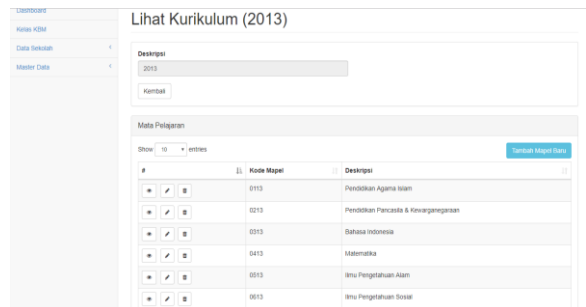 Dashboard
Lihat Kurikulum (2013)
Kelas KBM
Data Sekolah
Master Data
Deskripsi
2013
Kembali
Mata Pelajaran
Show 10 entries
Tambah Mapel Baru
# Kode Mapel Deskripsi
0113 Pendidikan Agama Islam
0213 Pendidikan Pancasila & Kewarganegaraan
0313 Bahasa Indonesia
0413 Matematika
0513 Ilmu Pengetahuan Alam
0613 Ilmu Pengetahuan Sosial